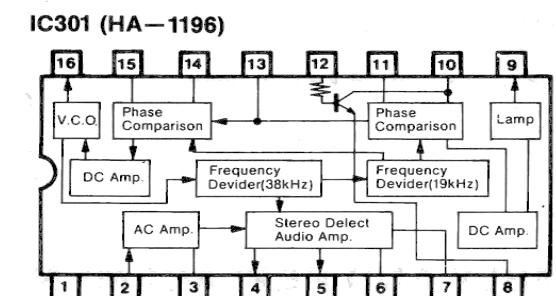 IC301 (HA—1196)
16 15 14 13 12 11 10 9
V.C.O.
Phase
Comparison
Phase
Comparison
Lamp
DC Amp.
Frequency
Devider(38kHz)
Frequency
Devider(19kHz)
AC Amp.
Stereo Delect
Audio Amp.
DC Amp.
1 2 3 4 5 6 7 8